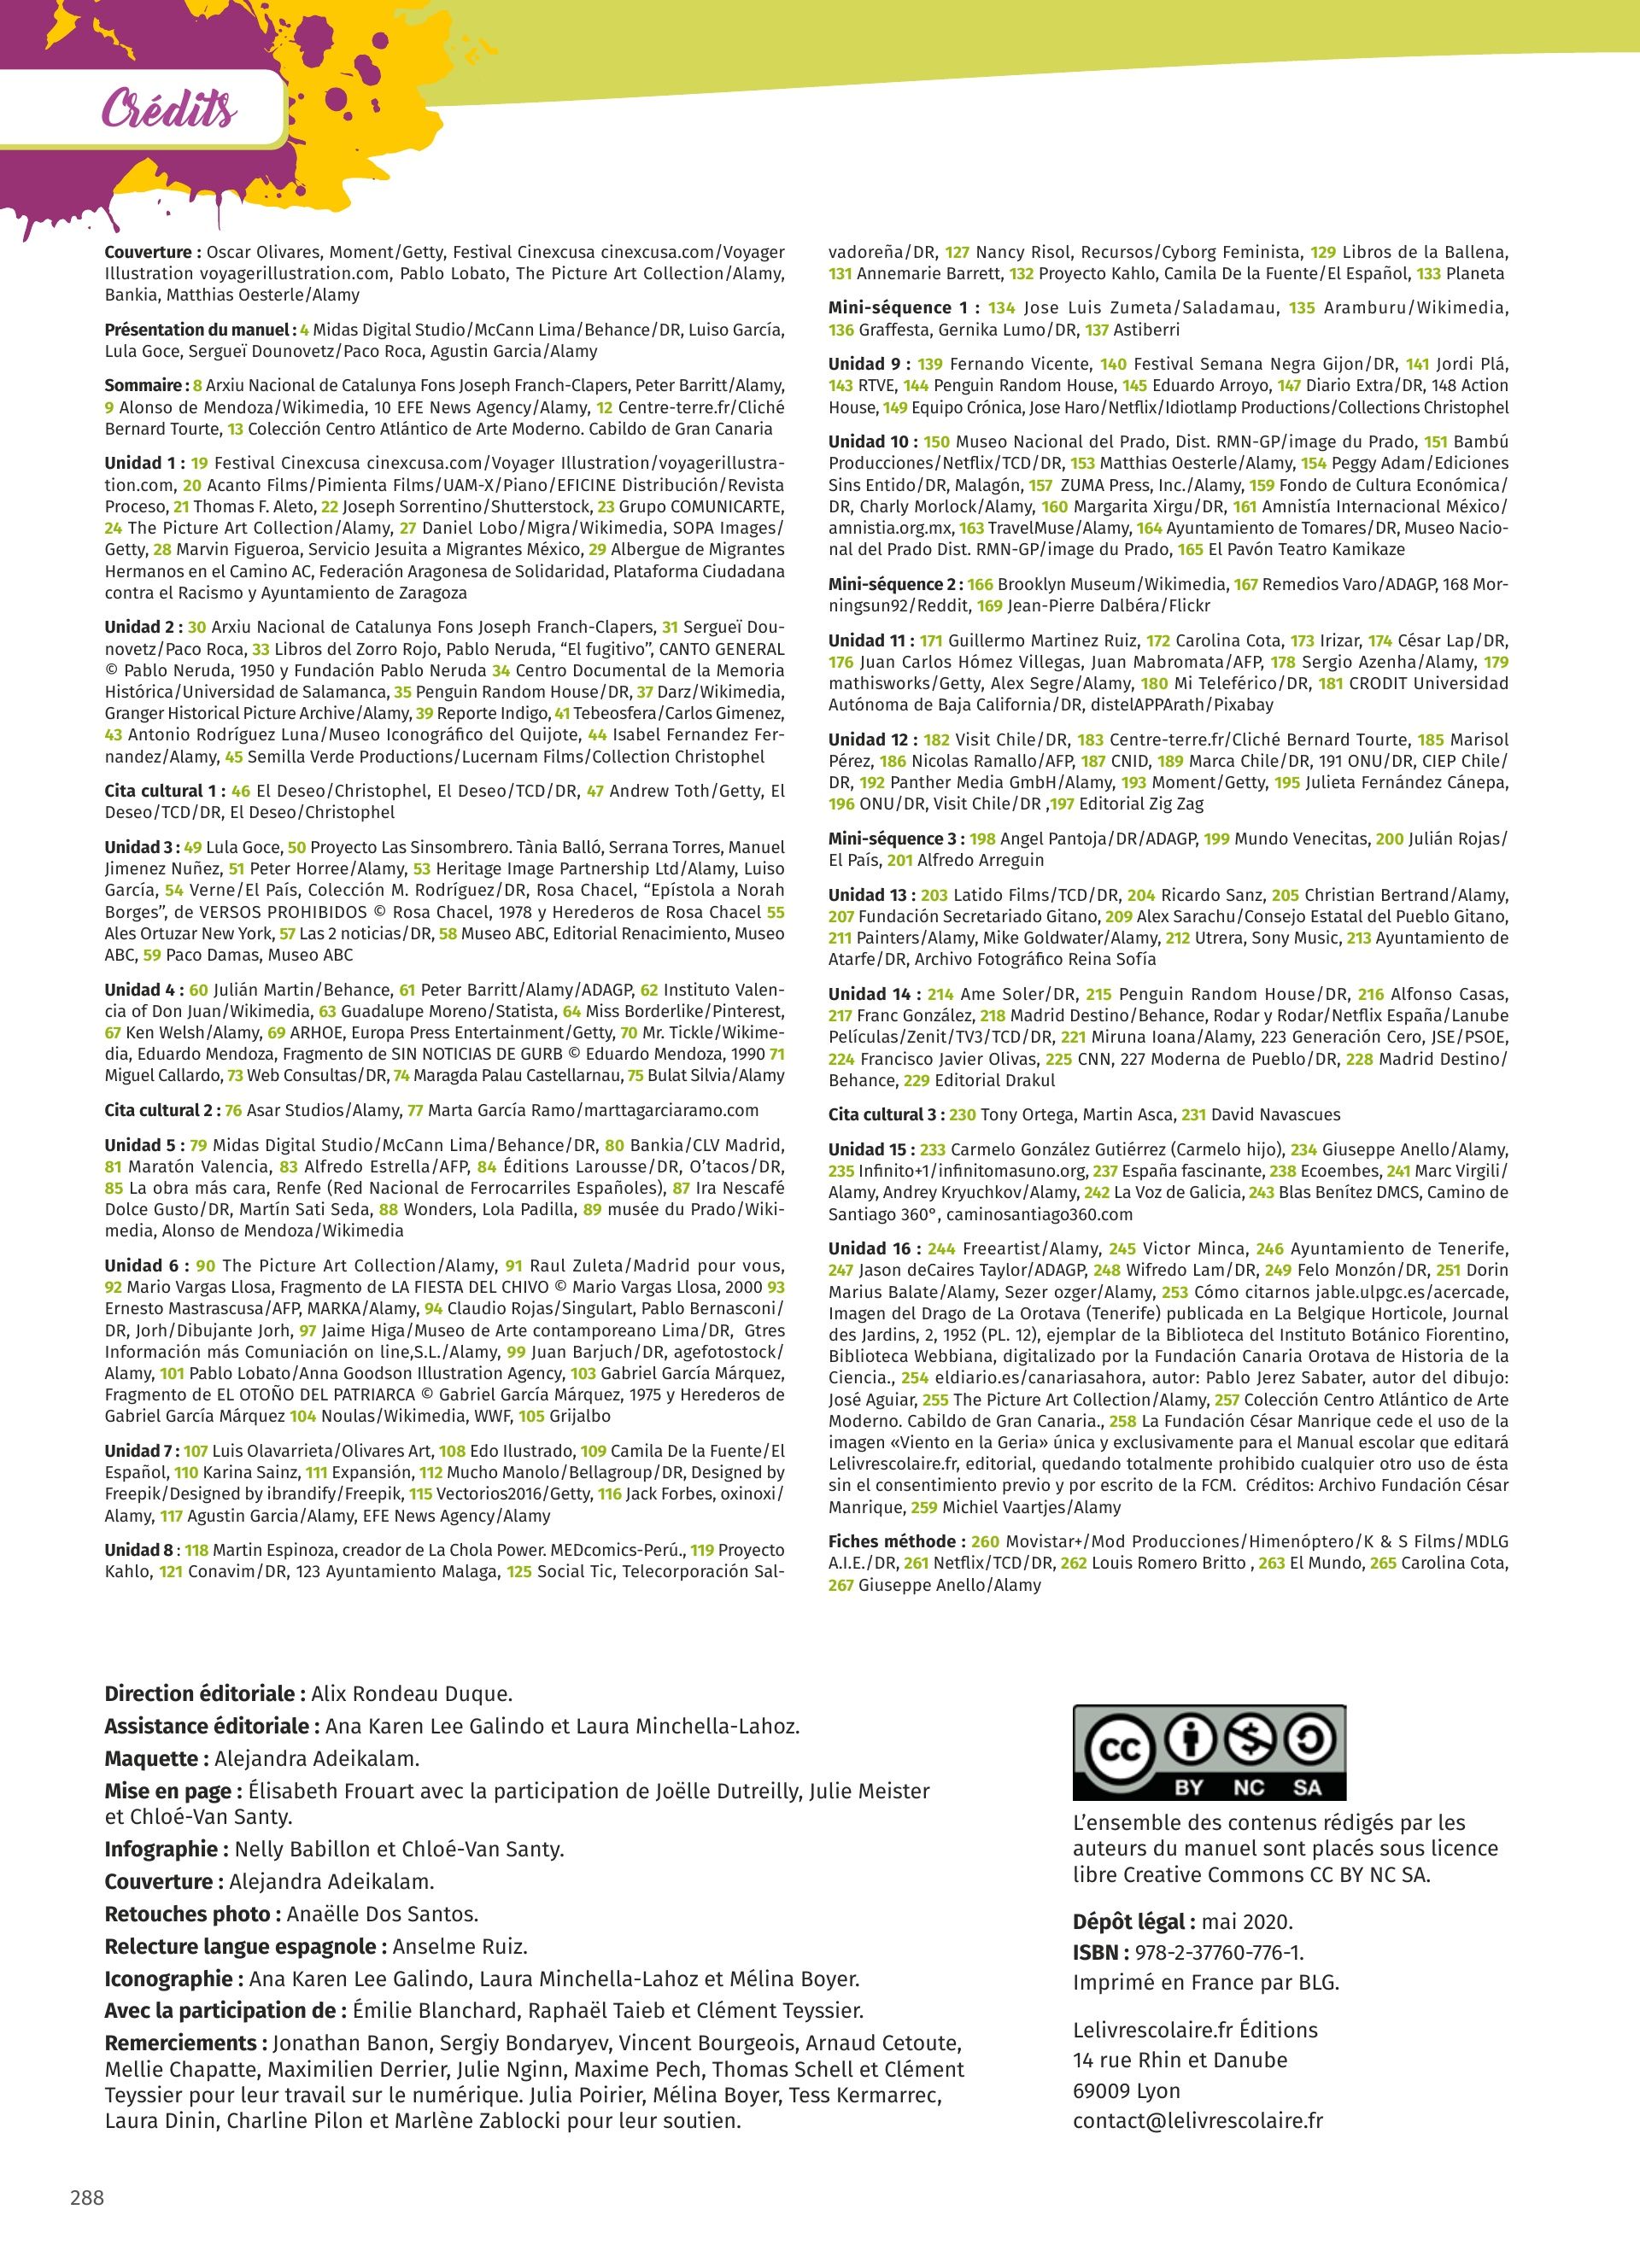 Crédits
Couverture : Oscar Olivares, Moment/Getty, Festival Cinexcusa cinexcusa.com/Voyager
Illustration voyagerillustration.com, Pablo Lobato, The Picture Art Collection/Alamy,
Bankia, Matthias Oesterle/Alamy
Présentation du manuel : 4 Midas Digital Studio/McCann Lima/Behance/DR, Luiso García,
Lula Goce, Sergueï Dounovetz/Paco Roca, Agustin Garcia/Alamy
Sommaire : 8 Arxiu Nacional de Catalunya Fons Joseph Franch-Clapers, Peter Barritt/Alamy,
9 Alonso de Mendoza/Wikimedia, 10 EFE News Agency/Alamy, 12 Centre-terre.fr/Cliché
Bernard Tourte, 13 Colección Centro Atlántico de Arte Moderno. Cabildo de Gran Canaria
Unidad 1 : 19 Festival Cinexcusa cinexcusa.com/Voyager Illustration/voyagerillustra-
tion.com, 20 Acanto Films/Pimienta Films/UAM-X/Piano/EFICINE Distribución/Revista
Proceso, 21 Thomas F. Aleto, 22 Joseph Sorrentino/Shutterstock, 23 Grupo COMUNICARTE,
24 The Picture Art Collection/Alamy, 27 Daniel Lobo/Migra/Wikimedia, SOPA Images/
Getty, 28 Marvin Figueroa, Servicio Jesuita a Migrantes México, 29 Albergue de Migrantes
Hermanos en el Camino AC, Federación Aragonesa de Solidaridad, Plataforma Ciudadana
contra el Racismo y Ayuntamiento de Zaragoza
Unidad 2 : 30 Arxiu Nacional de Catalunya Fons Joseph Franch-Clapers, 31 Sergueï Dou-
novetz/Paco Roca, 33 Libros del Zorro Rojo, Pablo Neruda, “El fugitivo”, CANTO GENERAL
© Pablo Neruda, 1950 y Fundación Pablo Neruda 34 Centro Documental de la Memoria
Histórica/Universidad de Salamanca, 35 Penguin Random House/DR, 37 Darz/Wikimedia,
Granger Historical Picture Archive/Alamy, 39 Reporte Indigo, 41 Tebeosfera/Carlos Gimenez,
43 Antonio Rodríguez Luna/Museo Iconográfico del Quijote, 44 Isabel Fernandez Fer-
nandez/Alamy, 45 Semilla Verde Productions/Lucernam Films/Collection Christophel
Cita cultural 1 : 46 El Deseo/Christophel, El Deseo/TCD/DR, 47 Andrew Toth/Getty, El
Deseo/TCD/DR, El Deseo/Christophel
Unidad 3 : 49 Lula Goce, 50 Proyecto Las Sinsombrero. Tània Balló, Serrana Torres, Manuel
Jimenez Nuñez, 51 Peter Horree/Alamy, 53 Heritage Image Partnership Ltd/Alamy, Luiso
García, 54 Verne/El País, Colección M. Rodríguez/DR, Rosa Chacel, “Epístola a Norah
Borges”, de VERSOS PROHIBIDOS © Rosa Chacel, 1978 y Herederos de Rosa Chacel 55
Ales Ortuzar New York, 57 Las 2 noticias/DR, 58 Museo ABC, Editorial Renacimiento, Museo
ABC, 59 Paco Damas, Museo ABC
Unidad 4 : 60 Julián Martin/Behance, 61 Peter Barritt/Alamy/ADAGP, 62 Instituto Valen-
cia of Don Juan/Wikimedia, 63 Guadalupe Moreno/Statista, 64 Miss Borderlike/Pinterest,
67 Ken Welsh/Alamy, 69 ARHOE, Europa Press Entertainment/Getty, 70 Mr. Tickle/Wikime-
dia, Eduardo Mendoza, Fragmento de SIN NOTICIAS DE GURB © Eduardo Mendoza, 1990 71
Miguel Callardo, 73 Web Consultas/DR, 74 Maragda Palau Castellarnau, 75 Bulat Silvia/Alamy
Cita cultural 2 : 76 Asar Studios/Alamy, 77 Marta García Ramo/marttagarciaramo.com
Unidad 5 : 79 Midas Digital Studio/McCann Lima/Behance/DR, 80 Bankia/CLV Madrid,
81 Maratón Valencia, 83 Alfredo Estrella/AFP, 84 Éditions Larousse/DR, O’tacos/DR,
85 La obra más cara, Renfe (Red Nacional de Ferrocarriles Españoles), 87 Ira Nescafé
Dolce Gusto/DR, Martín Sati Seda, 88 Wonders, Lola Padilla, 89 musée du Prado/Wiki-
media, Alonso de Mendoza/Wikimedia
Unidad 6 : 90 The Picture Art Collection/Alamy, 91 Raul Zuleta/Madrid pour vous,
92 Mario Vargas Llosa, Fragmento de LA FIESTA DEL CHIVO © Mario Vargas Llosa, 2000 93
Ernesto Mastrascusa/AFP, MARKA/Alamy, 94 Claudio Rojas/Singulart, Pablo Bernasconi/
DR, Jorh/Dibujante Jorh, 97 Jaime Higa/Museo de Arte contamporeano Lima/DR, Gtres
Información más Comuniación on line,S.L./Alamy, 99 Juan Barjuch/DR, agefotostock/
Alamy, 101 Pablo Lobato/Anna Goodson Illustration Agency, 103 Gabriel García Márquez,
Fragmento de EL OTOÑO DEL PATRIARCA © Gabriel García Márquez, 1975 y Herederos de
Gabriel García Márquez 104 Noulas/Wikimedia, WWF, 105 Grijalbo
Unidad 7 : 107 Luis Olavarrieta/Olivares Art, 108 Edo Ilustrado, 109 Camila De la Fuente/El
Español, 110 Karina Sainz, 111 Expansión, 112 Mucho Manolo/Bellagroup/DR, Designed by
Freepik/Designed by ibrandify/Freepik, 115 Vectorios2016/Getty, 116 Jack Forbes, oxinoxi/
Alamy, 117 Agustin Garcia/Alamy, EFE News Agency/Alamy
Unidad 8 : 118 Martin Espinoza, creador de La Chola Power. MEDcomics-Perú., 119 Proyecto
Kahlo, 121 Conavim/DR, 123 Ayuntamiento Malaga, 125 Social Tic, Telecorporación Sal-
vadoreña/DR, 127 Nancy Risol, Recursos/Cyborg Feminista, 129 Libros de la Ballena,
131 Annemarie Barrett, 132 Proyecto Kahlo, Camila De la Fuente/El Español, 133 Planeta
Mini-séquence 1 : 134 Jose Luis Zumeta/Saladamau, 135 Aramburu/Wikimedia,
136 Graffesta, Gernika Lumo/DR, 137 Astiberri
Unidad 9 : 139 Fernando Vicente, 140 Festival Semana Negra Gijon/DR, 141 Jordi Plá,
143 RTVE, 144 Penguin Random House, 145 Eduardo Arroyo, 147 Diario Extra/DR, 148 Action
House, 149 Equipo Crónica, Jose Haro/Netflix/Idiotlamp Productions/Collections Christophel
Unidad 10 : 150 Museo Nacional del Prado, Dist. RMN-GP/image du Prado, 151 Bambú
Producciones/Netflix/TCD/DR, 153 Matthias Oesterle/Alamy, 154 Peggy Adam/Ediciones
Sins Entido/DR, Malagón, 157 ZUMA Press, Inc./Alamy, 159 Fondo de Cultura Económica/
DR, Charly Morlock/Alamy, 160 Margarita Xirgu/DR, 161 Amnistía Internacional México/
amnistia.org.mx, 163 TravelMuse/Alamy, 164 Ayuntamiento de Tomares/DR, Museo Nacio-
nal del Prado Dist. RMN-GP/image du Prado, 165 El Pavón Teatro Kamikaze
Mini-séquence 2 : 166 Brooklyn Museum/Wikimedia, 167 Remedios Varo/ADAGP, 168 Mor-
ningsun92/Reddit, 169 Jean-Pierre Dalbéra/Flickr
Unidad 11 : 171 Guillermo Martinez Ruiz, 172 Carolina Cota, 173 Irizar, 174 César Lap/DR,
176 Juan Carlos Hómez Villegas, Juan Mabromata/AFP, 178 Sergio Azenha/Alamy, 179
mathisworks/Getty, Alex Segre/Alamy, 180 Mi Teleférico/DR, 181 CRODIT Universidad
Autónoma de Baja California/DR, distelAPPArath/Pixabay
Unidad 12 : 182 Visit Chile/DR, 183 Centre-terre.fr/Cliché Bernard Tourte, 185 Marisol
Pérez, 186 Nicolas Ramallo/AFP, 187 CNID, 189 Marca Chile/DR, 191 ONU/DR, CIEP Chile/
DR, 192 Panther Media GmbH/Alamy, 193 Moment/Getty, 195 Julieta Fernández Cánepa,
196 ONU/DR, Visit Chile/DR ,197 Editorial Zig Zag
Mini-séquence 3 : 198 Angel Pantoja/DR/ADAGP, 199 Mundo Venecitas, 200 Julián Rojas/
El País, 201 Alfredo Arreguin
Unidad 13 : 203 Latido Films/TCD/DR, 204 Ricardo Sanz, 205 Christian Bertrand/Alamy,
207 Fundación Secretariado Gitano, 209 Alex Sarachu/Consejo Estatal del Pueblo Gitano,
211 Painters/Alamy, Mike Goldwater/Alamy, 212 Utrera, Sony Music, 213 Ayuntamiento de
Atarfe/DR, Archivo Fotográfico Reina Sofía
Unidad 14 : 214 Ame Soler/DR, 215 Penguin Random House/DR, 216 Alfonso Casas,
217 Franc González, 218 Madrid Destino/Behance, Rodar y Rodar/Netflix España/Lanube
Películas/Zenit/TV3/TCD/DR, 221 Miruna Ioana/Alamy, 223 Generación Cero, JSE/PSOE,
224 Francisco Javier Olivas, 225 CNN, 227 Moderna de Pueblo/DR, 228 Madrid Destino/
Behance, 229 Editorial Drakul
Cita cultural 3 : 230 Tony Ortega, Martin Asca, 231 David Navascues
Unidad 15 : 233 Carmelo González Gutiérrez (Carmelo hijo), 234 Giuseppe Anello/Alamy,
235 Infinito+1/infinitomasuno.org, 237 España fascinante, 238 Ecoembes, 241 Marc Virgili/
Alamy, Andrey Kryuchkov/Alamy, 242 La Voz de Galicia, 243 Blas Benítez DMCS, Camino de
Santiago 360°, caminosantiago360.com
Unidad 16 : 244 Freeartist/Alamy, 245 Victor Minca, 246 Ayuntamiento de Tenerife,
247 Jason deCaires Taylor/ADAGP, 248 Wifredo Lam/DR, 249 Felo Monzón/DR, 251 Dorin
Marius Balate/Alamy, Sezer ozger/Alamy, 253 Cómo citarnos jable.ulpgc.es/acercade,
Imagen del Drago de La Orotava (Tenerife) publicada en La Belgique Horticole, Journal
des Jardins, 2, 1952 (PL. 12), ejemplar de la Biblioteca del Instituto Botánico Fiorentino,
Biblioteca Webbiana, digitalizado por la Fundación Canaria Orotava de Historia de la
Ciencia., 254 eldiario.es/canariasahora, autor: Pablo Jerez Sabater, autor del dibujo:
José Aguiar, 255 The Picture Art Collection/Alamy, 257 Colección Centro Atlántico de Arte
Moderno. Cabildo de Gran Canaria., 258 La Fundación César Manrique cede el uso de la
imagen «Viento en la Geria» única y exclusivamente para el Manual escolar que editará
Lelivrescolaire.fr, editorial, quedando totalmente prohibido cualquier otro uso de ésta
sin el consentimiento previo y por escrito de la FCM. Créditos: Archivo Fundación César
Manrique, 259 Michiel Vaartjes/Alamy
Fiches méthode : 260 Movistar+/Mod Producciones/Himenóptero/K & S Films/MDLG
A.I.E./DR, 261 Netflix/TCD/DR, 262 Louis Romero Britto , 263 El Mundo, 265 Carolina Cota,
267 Giuseppe Anello/Alamy
Direction éditoriale : Alix Rondeau Duque.
Assistance éditoriale : Ana Karen Lee Galindo et Laura Minchella-Lahoz.
Maquette : Alejandra Adeikalam.
Mise en page : Élisabeth Frouart avec la participation de Joëlle Dutreilly, Julie Meister
et Chloé-Van Santy.
Infographie : Nelly Babillon et Chloé-Van Santy.
Couverture : Alejandra Adeikalam.
Retouches photo : Anaëlle Dos Santos.
Relecture langue espagnole : Anselme Ruiz.
Iconographie : Ana Karen Lee Galindo, Laura Minchella-Lahoz et Mélina Boyer.
Avec la participation de : Émilie Blanchard, Raphaël Taieb et Clément Teyssier.
Remerciements : Jonathan Banon, Sergiy Bondaryev, Vincent Bourgeois, Arnaud Cetoute,
Mellie Chapatte, Maximilien Derrier, Julie Nginn, Maxime Pech, Thomas Schell et Clément
Teyssier pour leur travail sur le numérique. Julia Poirier, Mélina Boyer, Tess Kermarrec,
Laura Dinin, Charline Pilon et Marlène Zablocki pour leur soutien.
cc
BY NC SA
L’ensemble des contenus rédigés par les
auteurs du manuel sont placés sous licence
libre Creative Commons CC BY NC SA.
Dépôt légal : mai 2020.
ISBN : 978-2-37760-776-1.
Imprimé en France par BLG.
Lelivrescolaire.fr Éditions
14 rue Rhin et Danube
69009 Lyon
contact@lelivrescolaire.fr
288